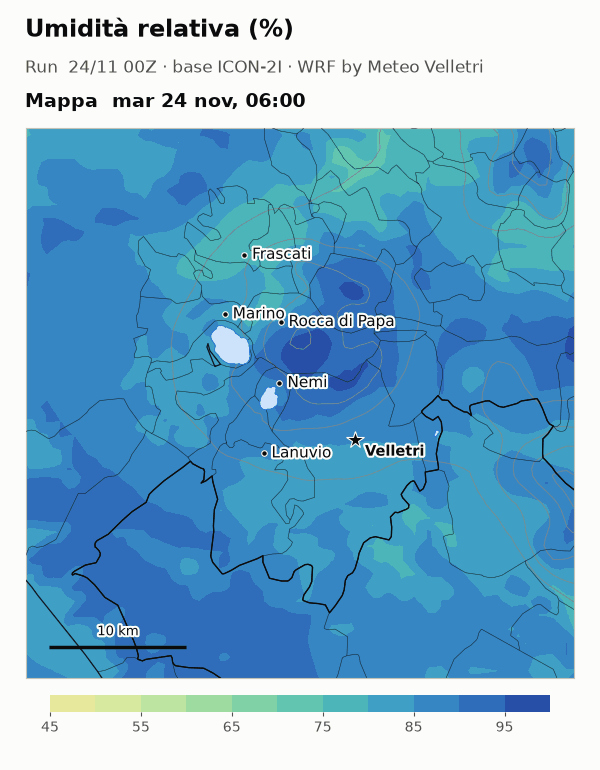 Umidità relativa (%)
Run  24/11 00Z · base ICON-2I · WRF by Meteo Velletri
Mappa  mar 24 nov, 06:00
Frascati
Marino
Rocca di Papa
Nemi
Velletri
Lanuvio
10 km
45 55 65 75 85 95